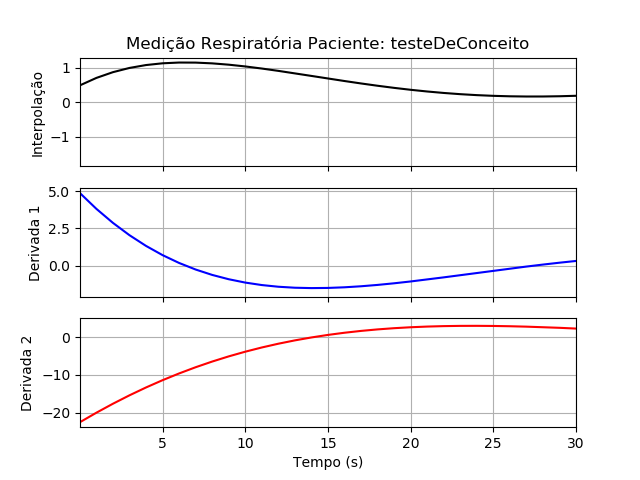 Medição Respiratória Paciente: testeDeConceito
Interpolação
1
0
−1
Derivada 1
5.0
2.5
0.0
Derivada 2
0
−10
−20
5 10 15 20 25 30
Tempo (s)